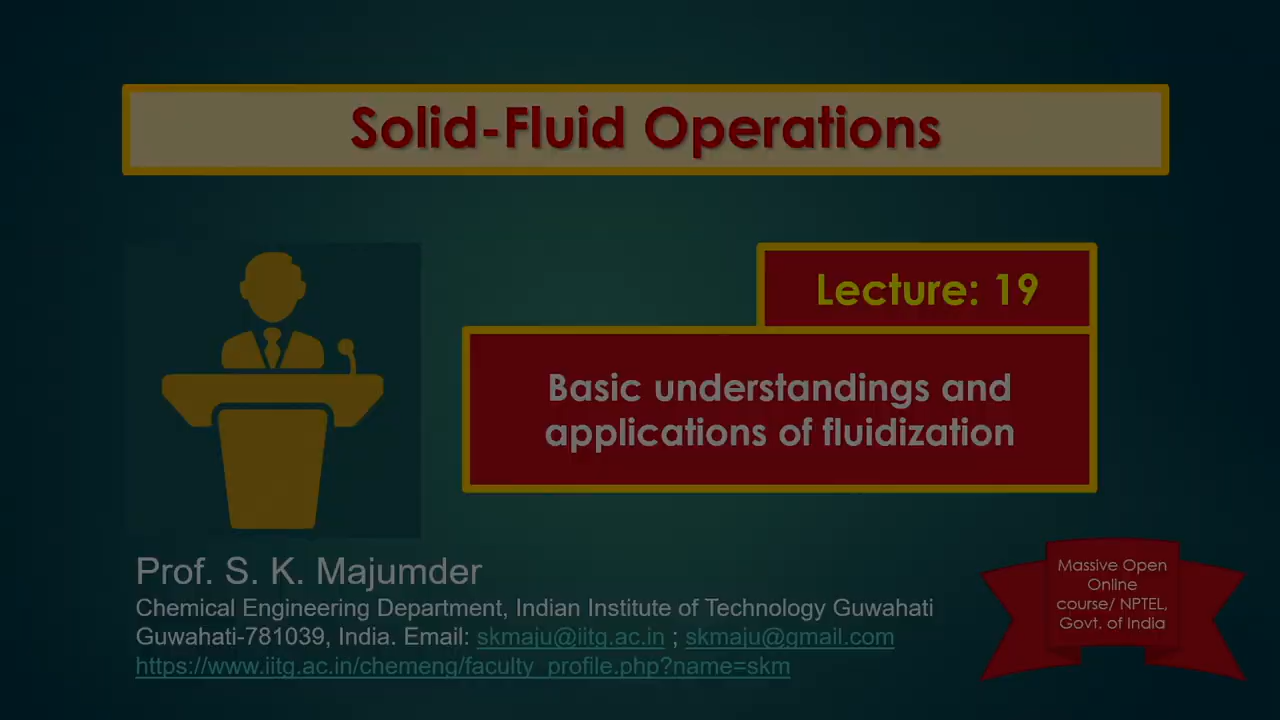 Solid-Fluid Operations
Lecture: 19
Basic understandings and
applications of fluidization
Prof. S. K. Majumder
Chemical Engineering Department, Indian Institute of Technology Guwahati
Guwahati-781039, India. Email: skmaju@iitg.ac.in ; skmaju@gmail.com
https://www.iitg.ac.in/chemeng/faculty_profile.php?name=skm
Massive Open
Online
course/ NPTEL,
Govt. of India